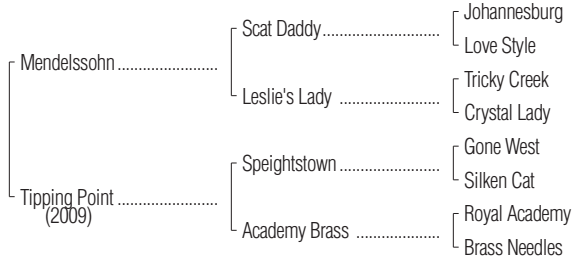 Johannesburg
Scat Daddy........................
Love Style
Mendelssohn ....................
Tricky Creek
Leslie's Lady ....................
Crystal Lady
Gone West
Speightstown ....................
Silken Cat
Tipping Point ....................
(2009)
Royal Academy
Academy Brass .................
Brass Needles